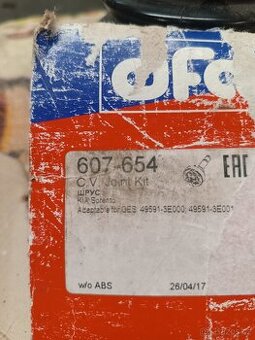 607-654
C.V. Joint Kit
ШРУС
KIA Sorento
Adaptable for OES: 49591-3E000; 49591-3E001
EAC
w/o ABS
26/04/17